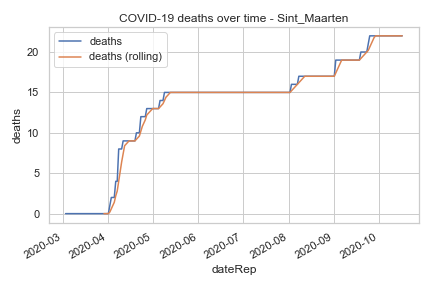 COVID-19 deaths over time - Sint_Maarten
deaths
deaths (rolling)
deaths
20
15
10
5
0
2020-03
2020-04
2020-05
2020-06
2020-07
2020-08
2020-09
2020-10
dateRep